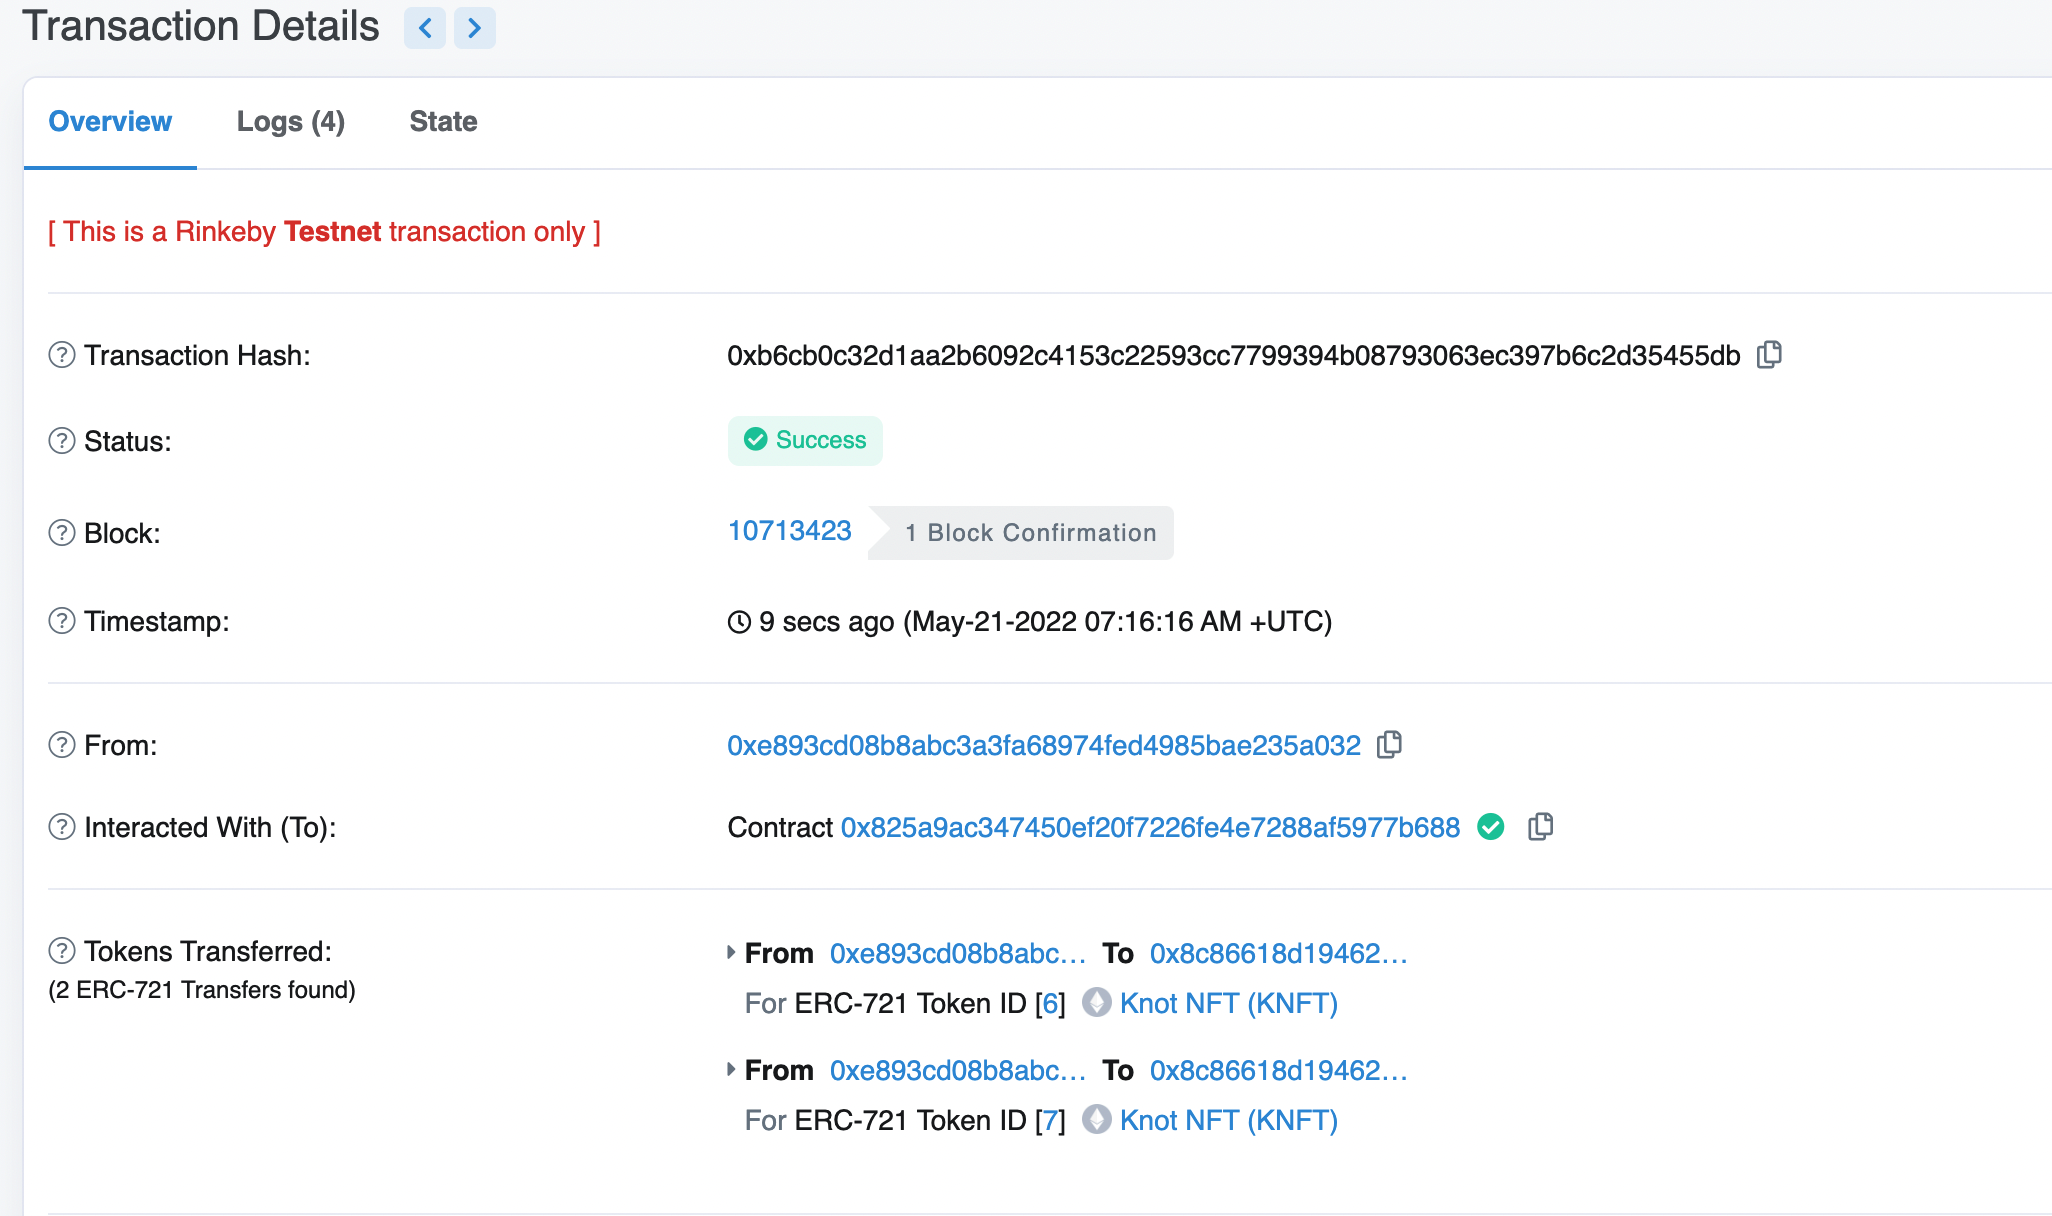 Transaction Details
Overview Logs (4) State
[ This is a Rinkeby Testnet transaction only ]
Transaction Hash: 0xb6cb0c32d1aa2b6092c4153c22593cc7799394b08793063ec397b6c2d35455db
Status: Success
Block: 10713423 1 Block Confirmation
Timestamp: 9 secs ago (May-21-2022 07:16:16 AM +UTC)
From: 0xe893cd08b8abc3a3fa68974fed4985bae235a032
Interacted With (To): Contract 0x825a9ac347450ef20f7226fe4e7288af5977b688
Tokens Transferred: From 0xe893cd08b8abc... To 0x8c86618d19462...
(2 ERC-721 Transfers found) For ERC-721 Token ID [6] Knot NFT (KNFT)
From 0xe893cd08b8abc... To 0x8c86618d19462...
For ERC-721 Token ID [7] Knot NFT (KNFT)